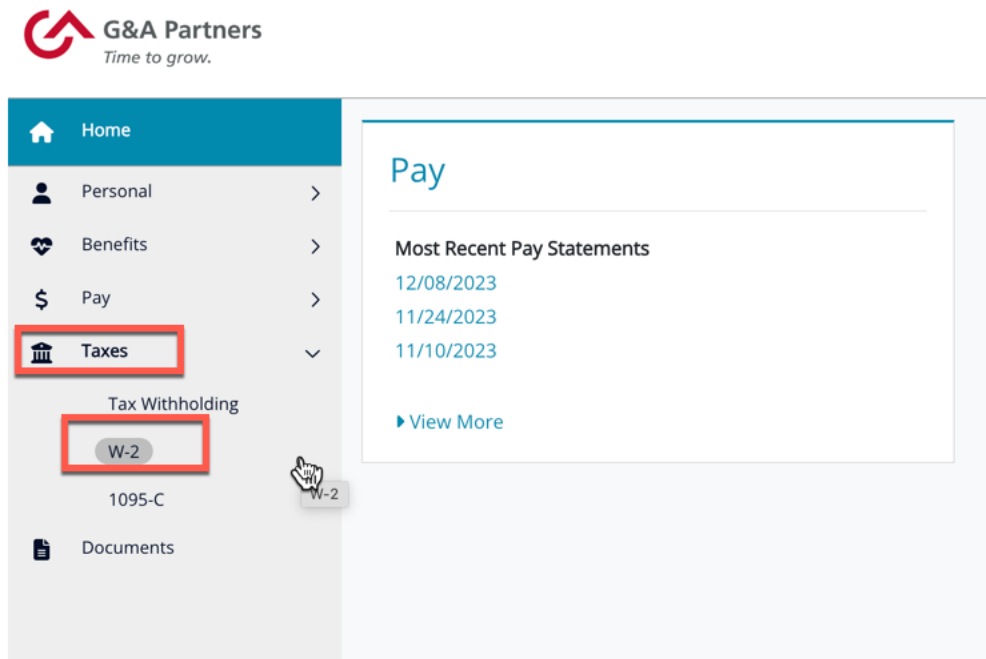 G&A Partners
Time to grow.
Home
Personal
Benefits
Pay
Taxes
Tax Withholding
W-2
1095-C
Documents
W-2
Pay
Most Recent Pay Statements
12/08/2023
11/24/2023
11/10/2023
View More